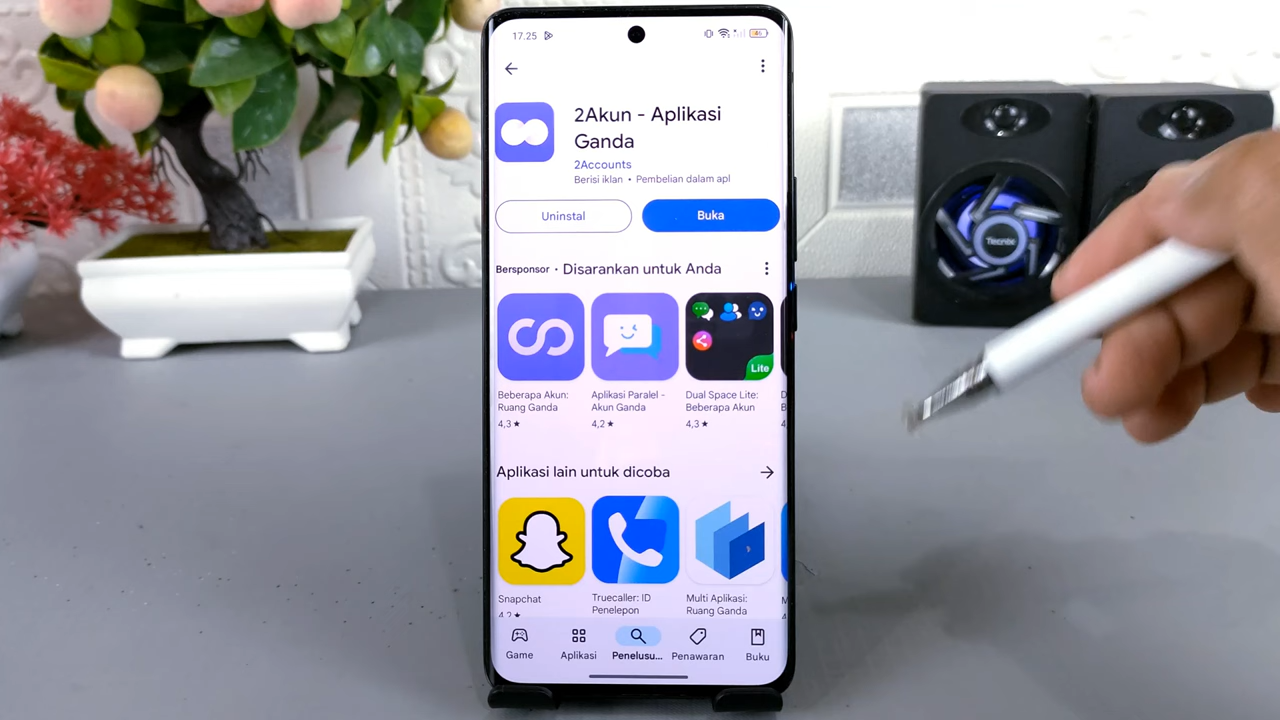 17.25
2Akun - Aplikasi
Ganda
2Accounts
Berisi iklan • Pembelian dalam apl
Uninstal
Buka
Bersponsor • Disarankan untuk Anda
Lite
Beberapa Akun:
Ruang Ganda
4,3 ★
Aplikasi Paralel -
Akun Ganda
4,2 ★
Dual Space Lite:
Beberapa Akun
4,3 ★
Aplikasi lain untuk dicoba
Snapchat
4,2 ★
Truecaller: ID
Penelepon
Multi Aplikasi:
Ruang Ganda
Game
Aplikasi
Penelusu...
Penawaran
Buku